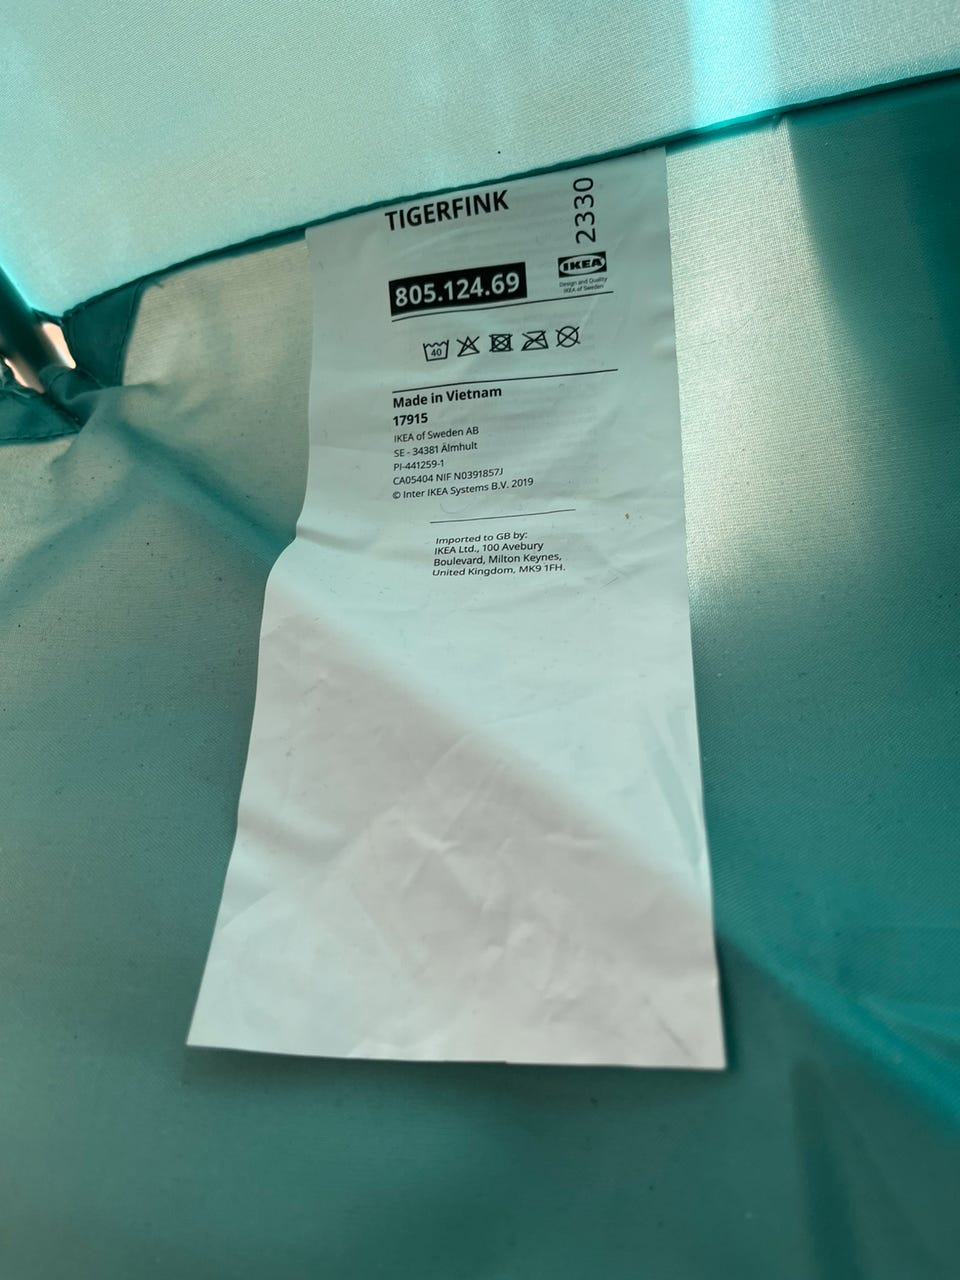 TIGERFINK
2330
805.124.69
IKEA
Design and Quality
IKEA of Sweden
40
Made in Vietnam
17915
IKEA of Sweden AB
SE - 34381 Älmhult
PI-441259-1
CA05404 NIF N0391857J
© Inter IKEA Systems B.V. 2019
Imported to GB by:
IKEA Ltd., 100 Avebury
Boulevard, Milton Keynes,
United Kingdom, MK9 1FH.